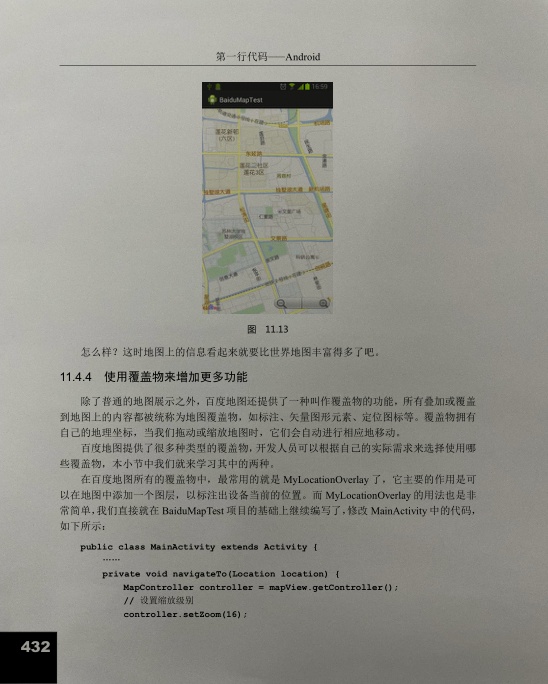 第一行代码——Android
16:59
BaiduMapTest
图 11.13
怎么样？这时地图上的信息看起来就要比世界地图丰富得多了吧。
11.4.4 使用覆盖物来增加更多功能
除了普通的地图展示之外，百度地图还提供了一种叫作覆盖物的功能，所有叠加或覆盖
到地图上的内容都被统称为地图覆盖物，如标注、矢量图形元素、定位图标等。覆盖物拥有
自己的地理坐标，当我们拖动或缩放地图时，它们会自动进行相应地移动。
百度地图提供了很多种类型的覆盖物，开发人员可以根据自己的实际需求来选择使用哪
些覆盖物，本小节中我们就来学习其中的两种。
在百度地图所有的覆盖物中，最常用的就是 MyLocationOverlay 了，它主要的作用是可
以在地图中添加一个图层，以标注出设备当前的位置。而 MyLocationOverlay 的用法也是非
常简单，我们直接就在 BaiduMapTest 项目的基础上继续编写了，修改 MainActivity 中的代码，
如下所示：
public class MainActivity extends Activity {
……
private void navigateTo(Location location) {
MapController controller = mapView.getController();
// 设置缩放级别
controller.setZoom(16);
432